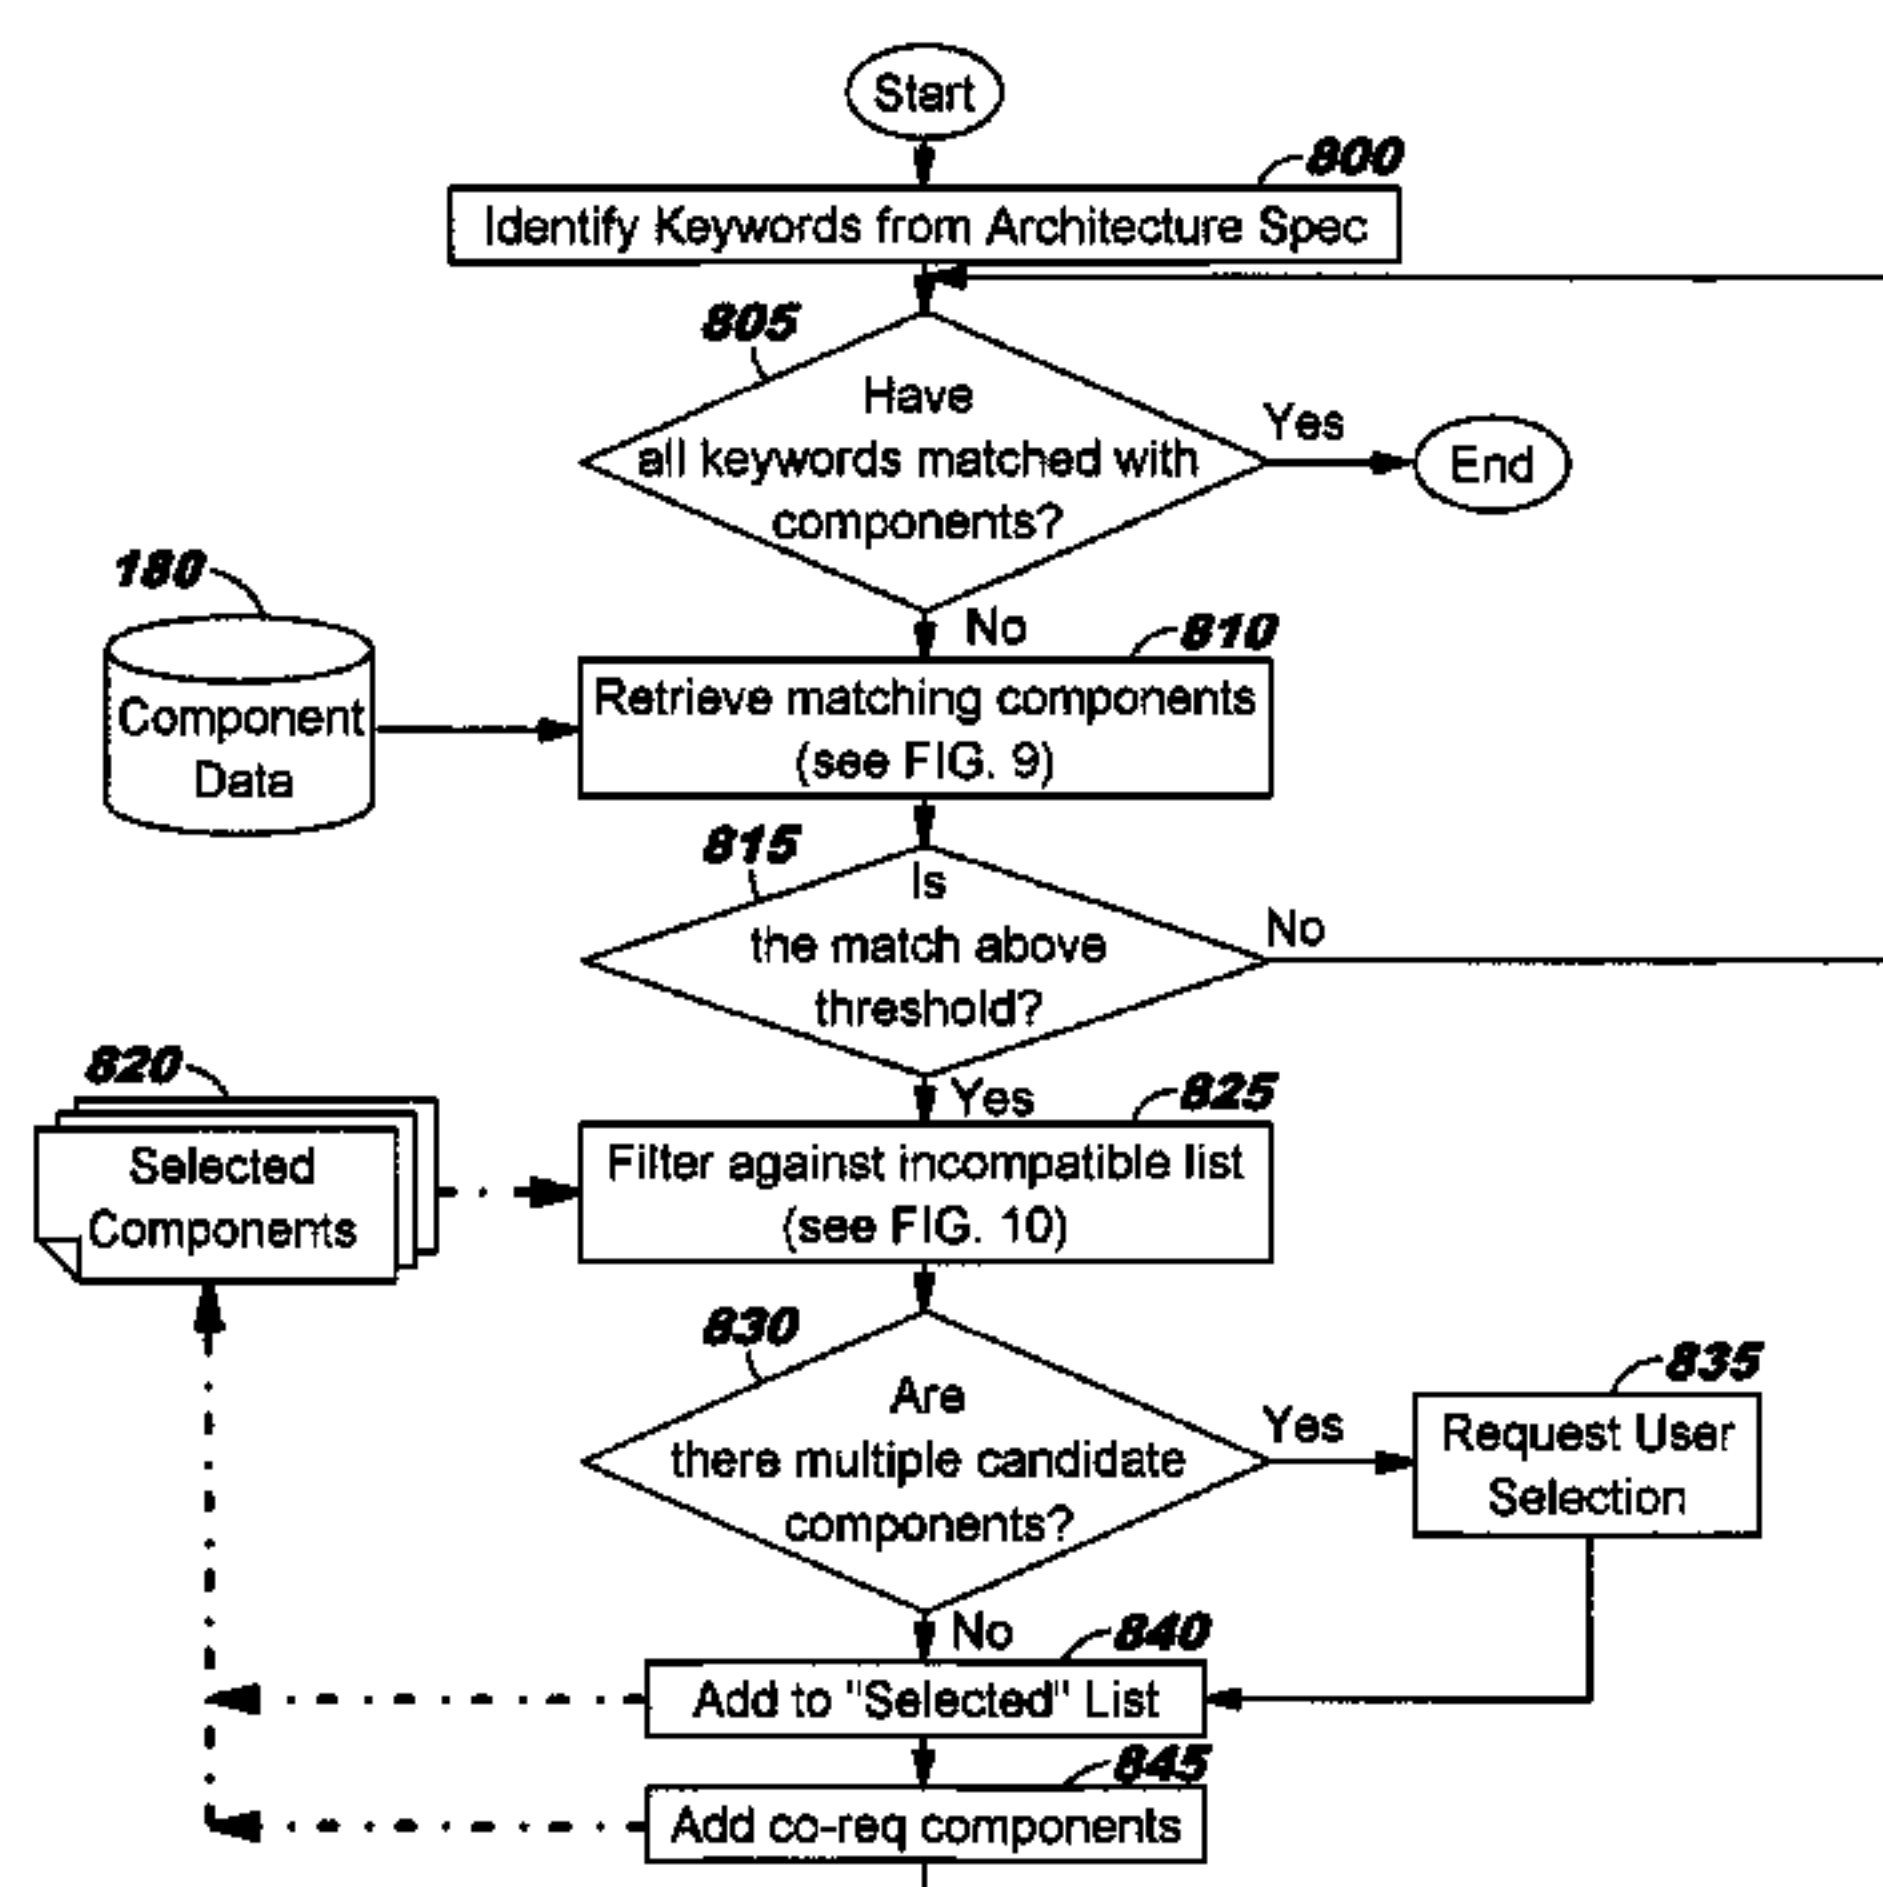 Start
800
Identify Keywords from Architecture Spec
805
Have
all keywords matched with
components?
Yes
End
180
Component
Data
No
810
Retrieve matching components
(see FIG. 9)
815
Is
the match above
threshold?
No
820
Selected
Components
Yes
825
Filter against incompatible list
(see FIG. 10)
830
Are
there multiple candidate
components?
Yes
835
Request User
Selection
No
840
Add to "Selected" List
845
Add co-req components